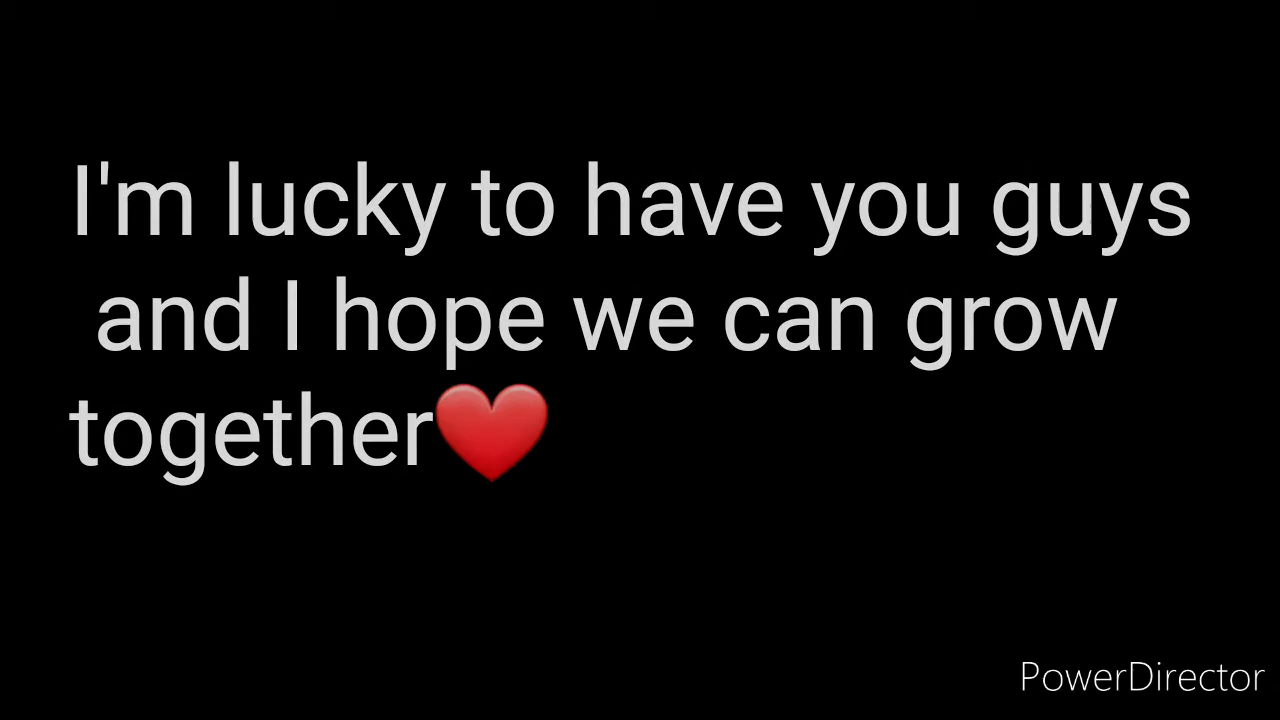 I'm lucky to have you guys
and I hope we can grow
together❤️
PowerDirector